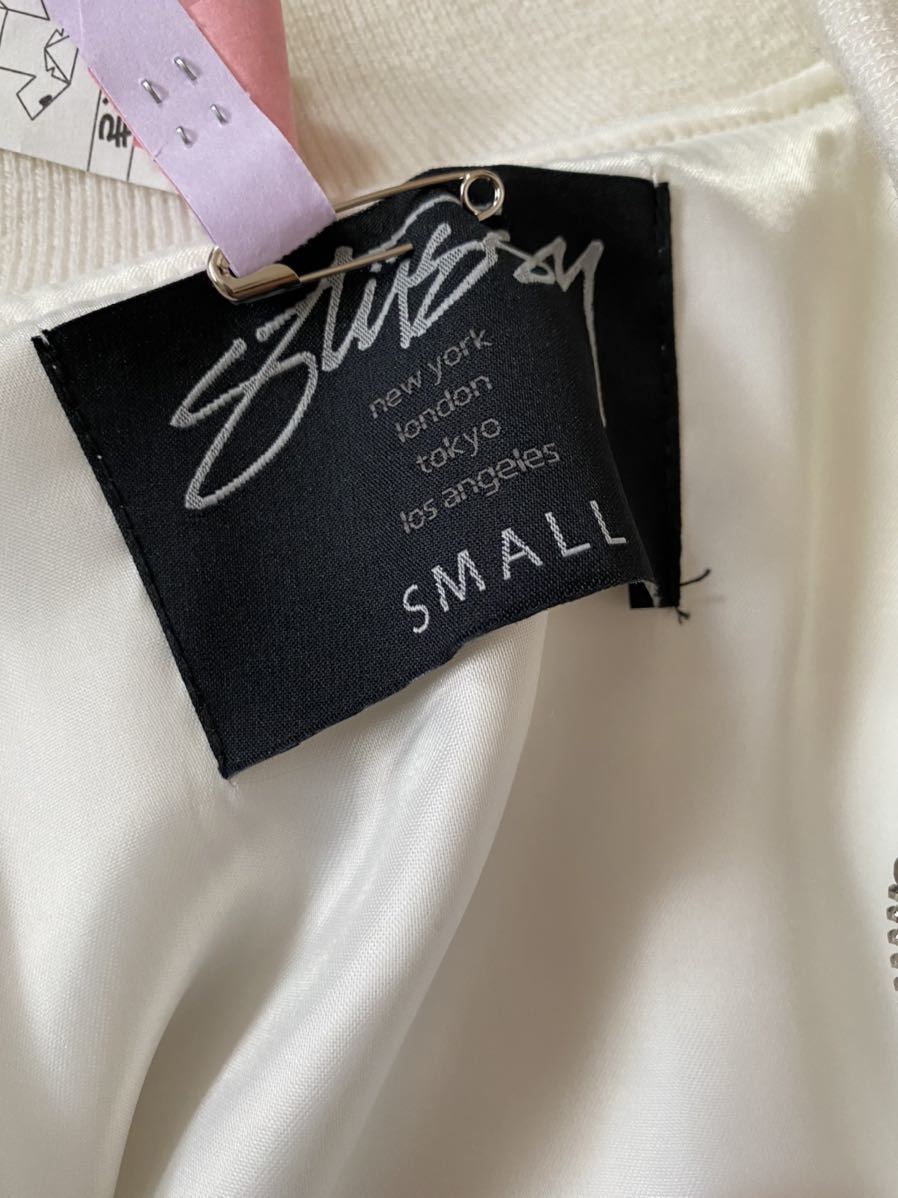 Stüssy
new york
london
tokyo
los angeles
SMALL